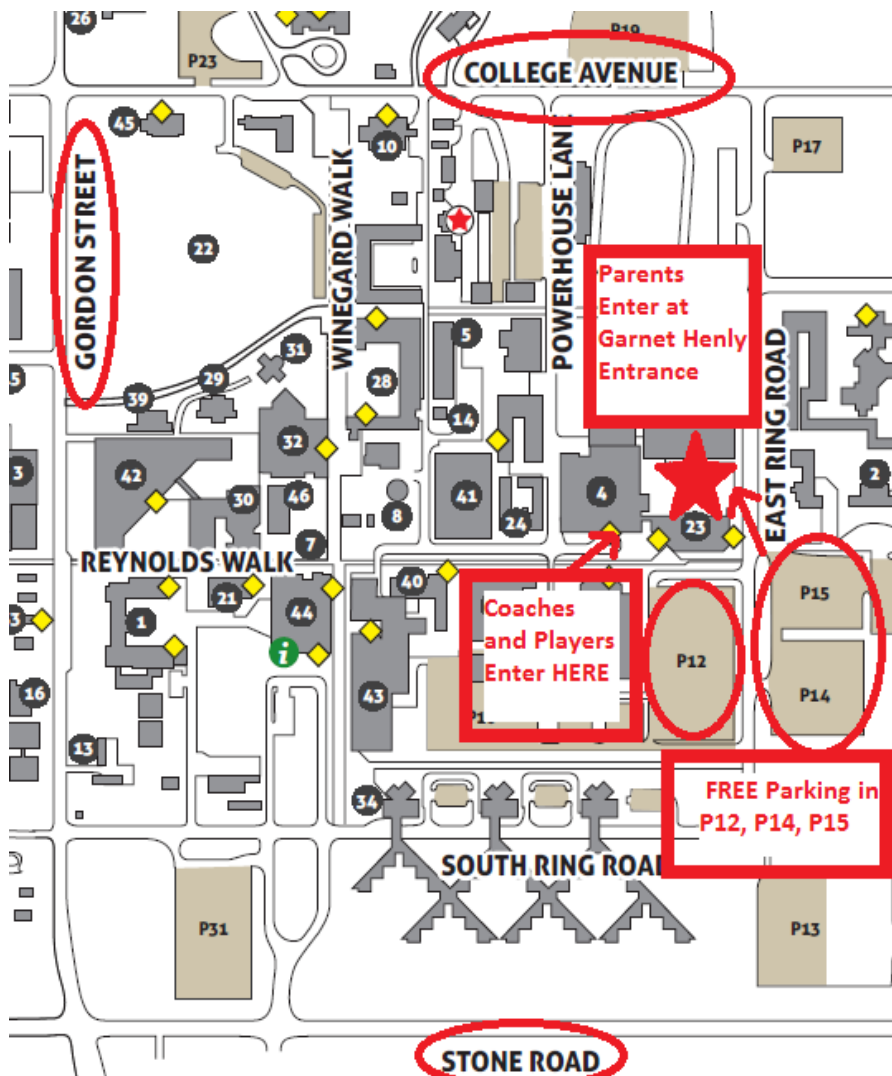 26
P19
P23
COLLEGE AVENUE
45
10
P17
GORDON STREET
WINEGARD WALK
POWERHOUSE LANE
22
Parents
Enter at
Garnet Henly
Entrance
EAST RING ROAD
5
31
28
29
39
14
32
3
42
30
46
41
4
2
8
24
23
7
REYNOLDS WALK
40
21
P15
1
44
Coaches
and Players
Enter HERE
i
P12
16
43
P14
13
34
FREE Parking in
P12, P14, P15
SOUTH RING ROAD
P31
P13
STONE ROAD